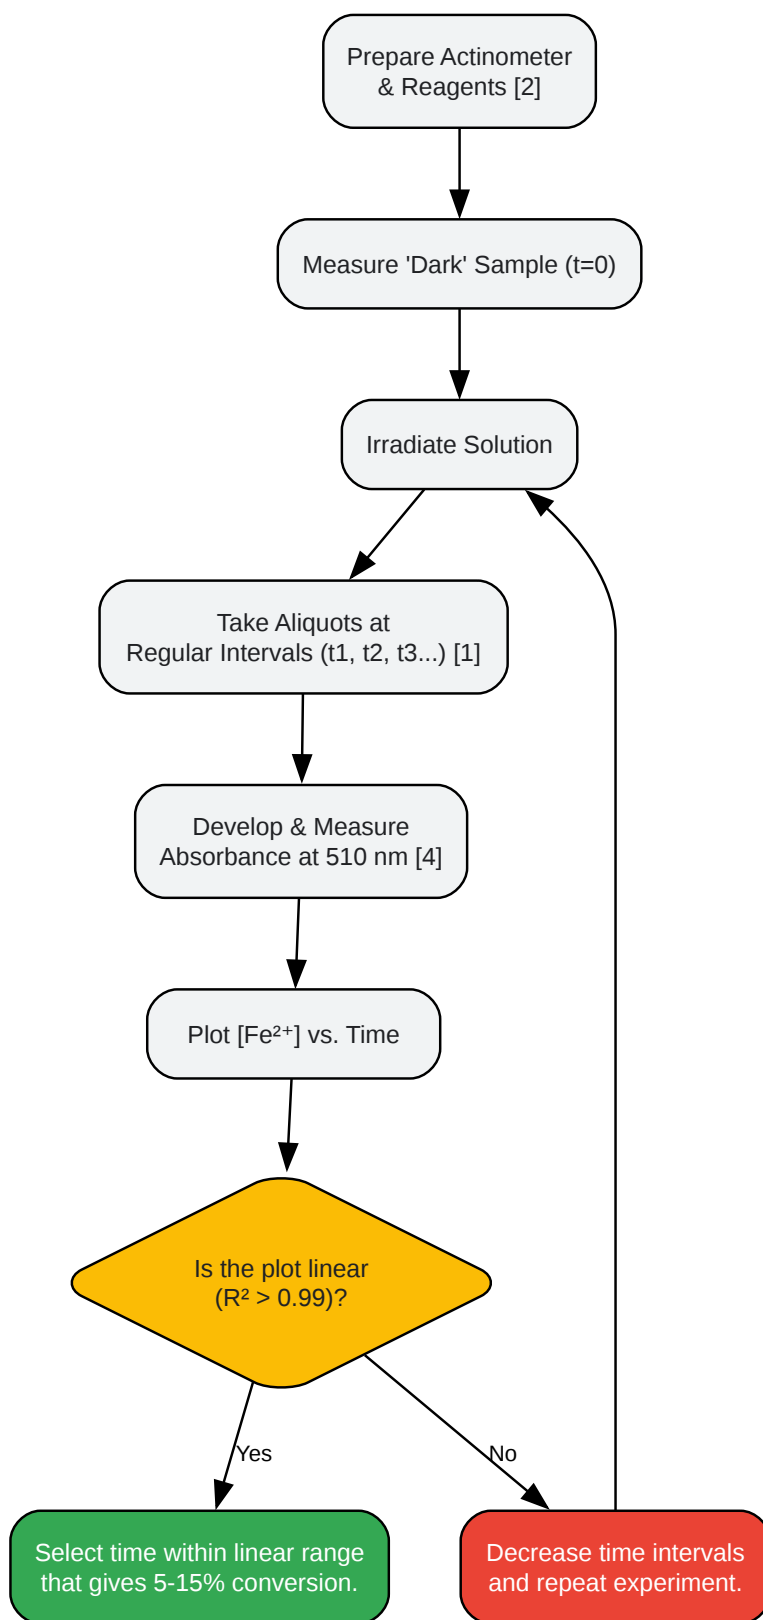 Prepare Actinometer
& Reagents [2]
Measure 'Dark' Sample (t=0)
Irradiate Solution
Take Aliquots at
Regular Intervals (t1, t2, t3...) [1]
Develop & Measure
Absorbance at 510 nm [4]
Plot [Fe²⁺] vs. Time
Is the plot linear
(R² > 0.99)?
Yes
No
Select time within linear range
that gives 5-15% conversion.
Decrease time intervals
and repeat experiment.